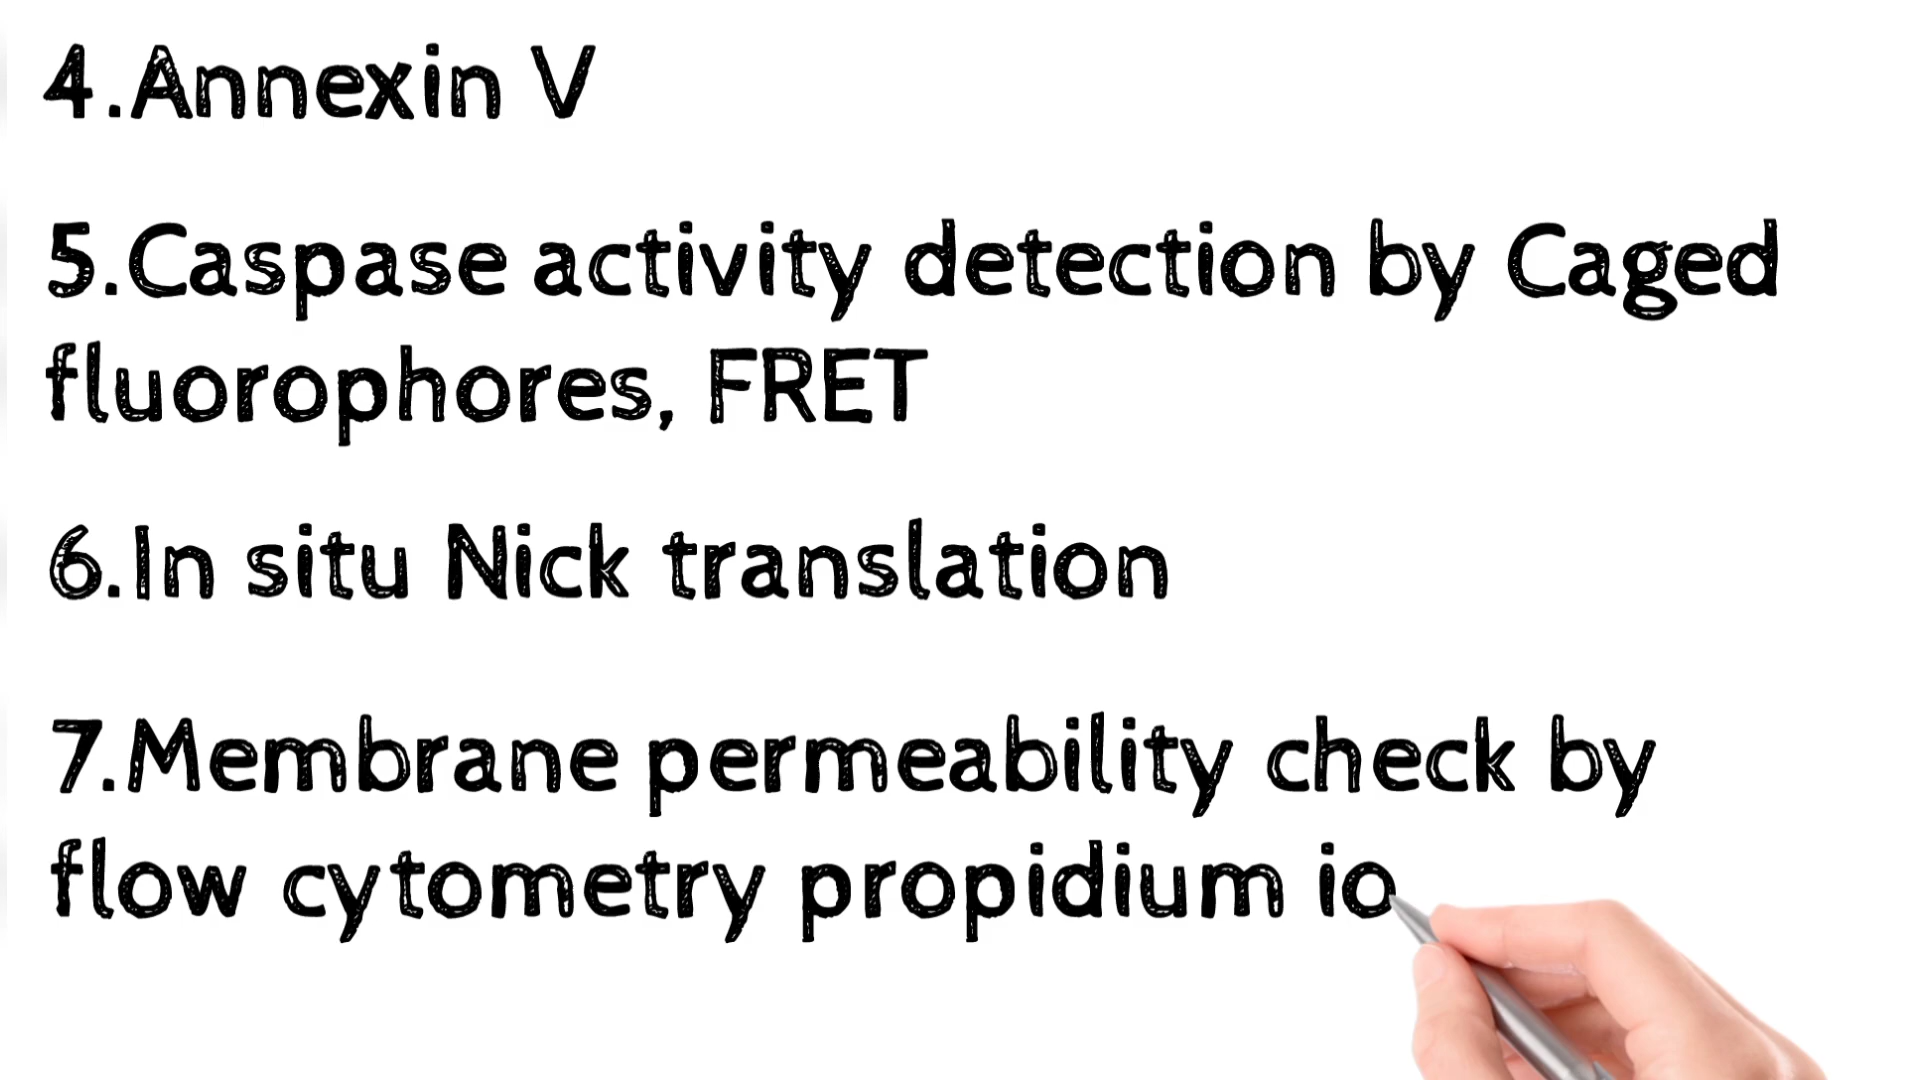 4.Annexin V
5.Caspase activity detection by Caged
fluorophores, FRET
6.In situ Nick translation
7.Membrane permeability check by
flow cytometry propidium io